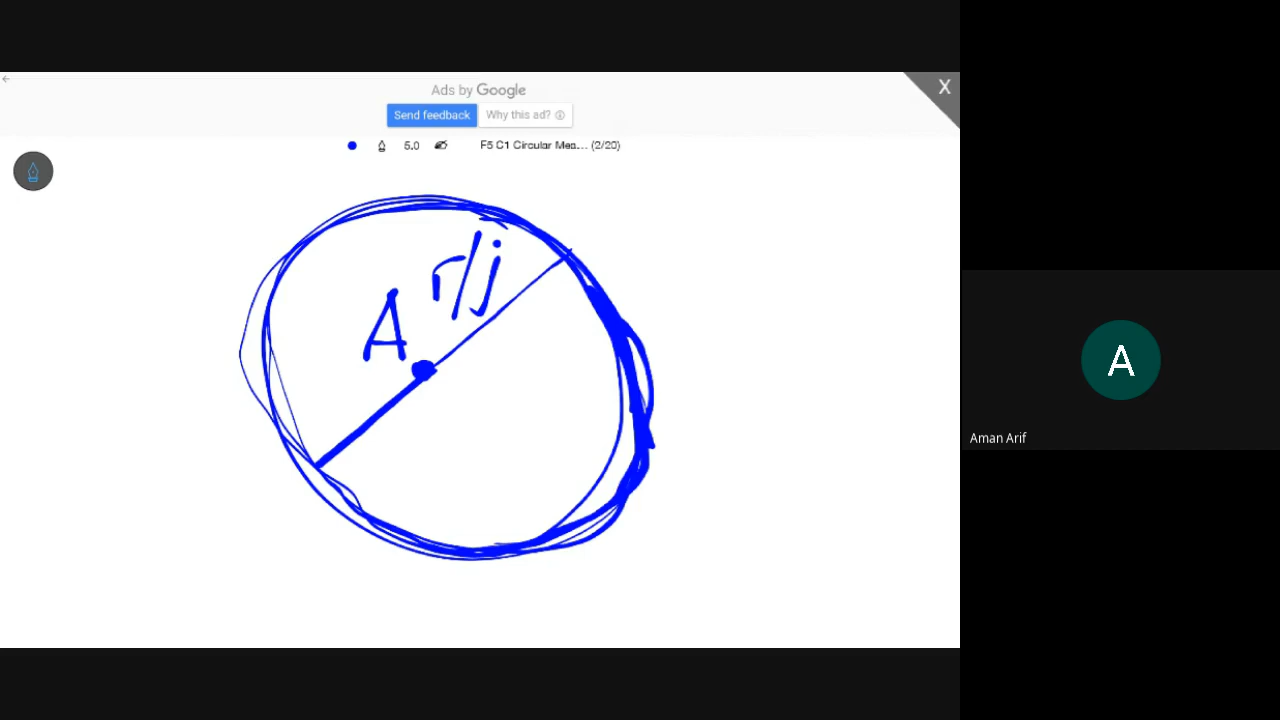 Ads by Google
X
Send feedback
Why this ad?
5.0
F5 C1 Circular Mea... (2/20)
r/j
A
A
Aman Arif